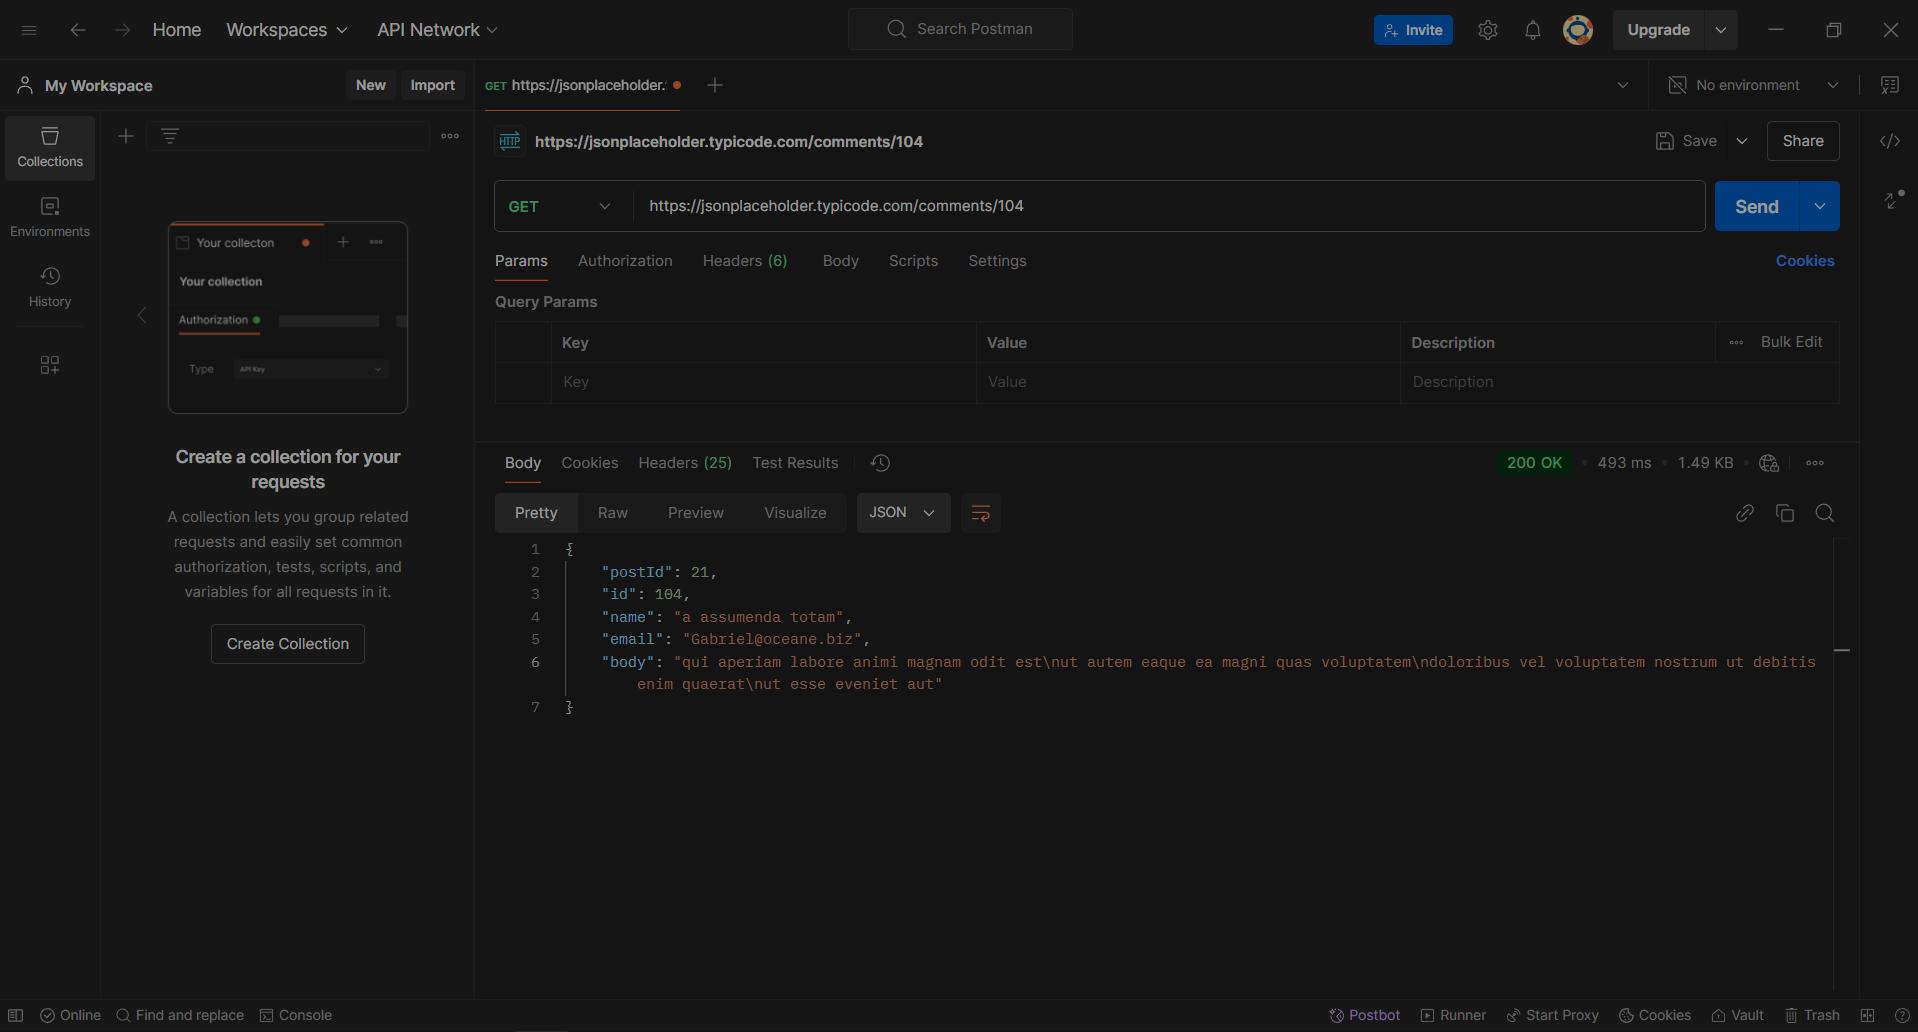 Home Workspaces API Network Search Postman Invite Upgrade
My Workspace New Import GET https://jsonplaceholder. No environment
Collections
Environments
History
Your collecton
Your collection
Authorization
Type API Key
Create a collection for your
requests
A collection lets you group related
requests and easily set common
authorization, tests, scripts, and
variables for all requests in it.
Create Collection
HTTP https://jsonplaceholder.typicode.com/comments/104 Save Share
GET https://jsonplaceholder.typicode.com/comments/104 Send
Params Authorization Headers (6) Body Scripts Settings Cookies
Query Params
Key Value Description Bulk Edit
Key Value Description
Body Cookies Headers (25) Test Results 200 OK 493 ms 1.49 KB
Pretty Raw Preview Visualize JSON
1 {
2 "postId": 21,
3 "id": 104,
4 "name": "a assumenda totam",
5 "email": "Gabriel@oceane.biz",
6 "body": "qui aperiam labore animi magnam odit est\nut autem eaque ea magni quas voluptatem\ndoloribus vel voluptatem nostrum ut debitis
enim quaerat\nut esse eveniet aut"
7 }
Online Find and replace Console Postbot Runner Start Proxy Cookies Vault Trash